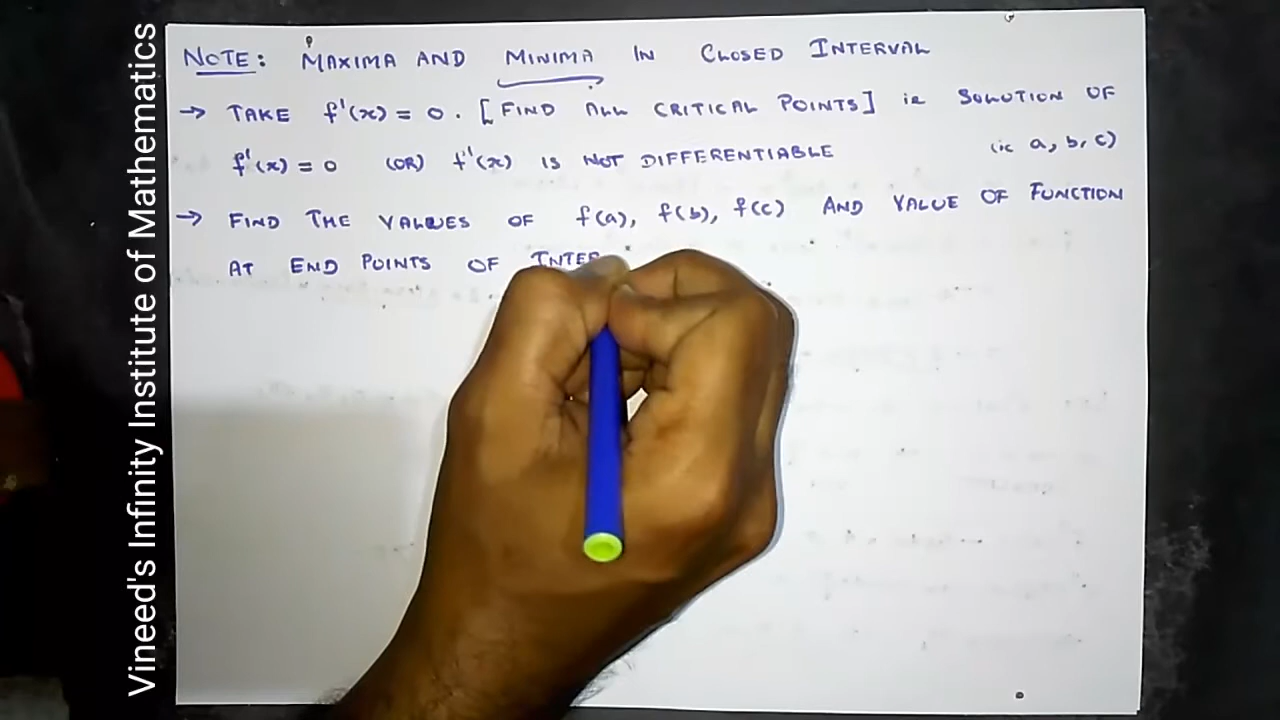 Vineed's Infinity Institute of Mathematics
NOTE: MAXIMA AND MINIMA IN CLOSED INTERVAL
→ TAKE f'(x) = 0. [FIND ALL CRITICAL POINTS] ie SOLUTION OF
f'(x) = 0 (OR) f'(x) IS NOT DIFFERENTIABLE (ie a, b, c)
→ FIND THE VALUES OF f(a), f(b), f(c) AND VALUE OF FUNCTION
AT END POINTS OF INTER